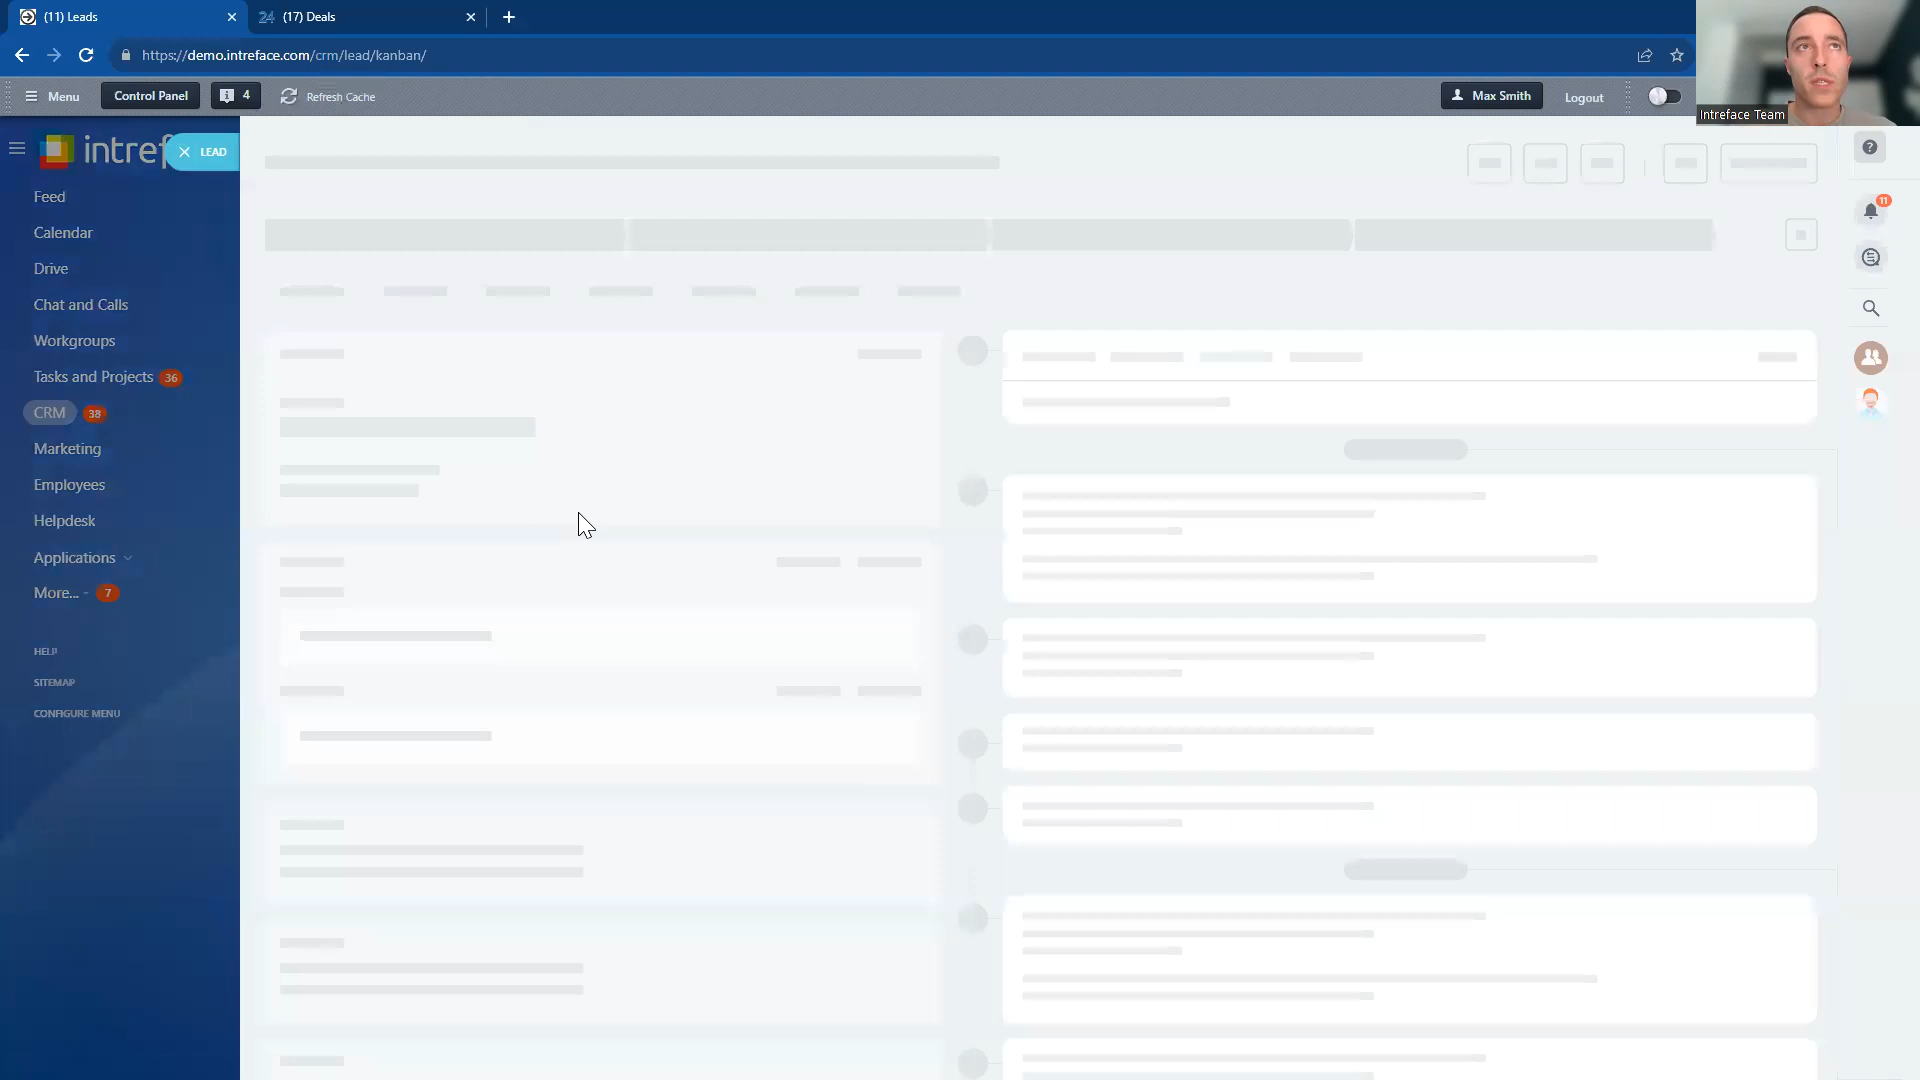 (11) Leads
24 (17) Deals
https://demo.intreface.com/crm/lead/kanban/
Menu
Control Panel
4
Refresh Cache
Max Smith
Logout
Intreface Team
intref
LEAD
Feed
Calendar
Drive
Chat and Calls
Workgroups
Tasks and Projects 36
CRM 38
Marketing
Employees
Helpdesk
Applications
More... 7
HELP
SITEMAP
CONFIGURE MENU
11